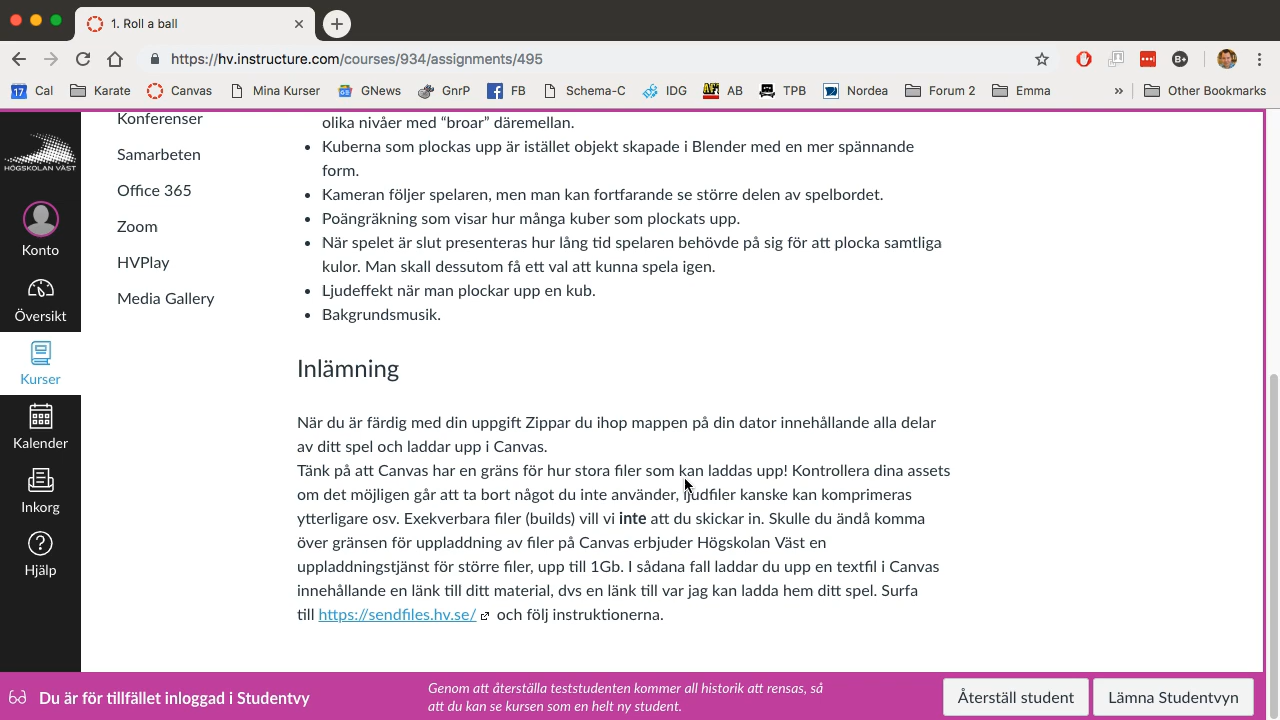 1. Roll a ball
https://hv.instructure.com/courses/934/assignments/495
17 Cal Karate Canvas Mina Kurser GNews GnrP FB Schema-C IDG AB TPB Nordea Forum 2 Emma » Other Bookmarks
HÖGSKOLAN VÄST
Konto
Översikt
Kurser
Kalender
Inkorg
Hjälp
Konferenser
Samarbeten
Office 365
Zoom
HVPlay
Media Gallery
olika nivåer med “broar” däremellan.
Kuberna som plockas upp är istället objekt skapade i Blender med en mer spännande
form.
Kameran följer spelaren, men man kan fortfarande se större delen av spelbordet.
Poängräkning som visar hur många kuber som plockats upp.
När spelet är slut presenteras hur lång tid spelaren behövde på sig för att plocka samtliga
kulor. Man skall dessutom få ett val att kunna spela igen.
Ljudeffekt när man plockar upp en kub.
Bakgrundsmusik.
Inlämning
När du är färdig med din uppgift Zippar du ihop mappen på din dator innehållande alla delar
av ditt spel och laddar upp i Canvas.
Tänk på att Canvas har en gräns för hur stora filer som kan laddas upp! Kontrollera dina assets
om det möjligen går att ta bort något du inte använder, ljudfiler kanske kan komprimeras
ytterligare osv. Exekverbara filer (builds) vill vi inte att du skickar in. Skulle du ändå komma
över gränsen för uppladdning av filer på Canvas erbjuder Högskolan Väst en
uppladdningstjänst för större filer, upp till 1Gb. I sådana fall laddar du upp en textfil i Canvas
innehållande en länk till ditt material, dvs en länk till var jag kan ladda hem ditt spel. Surfa
till https://sendfiles.hv.se/ och följ instruktionerna.
Du är för tillfället inloggad i Studentvy
Genom att återställa teststudenten kommer all historik att rensas, så
att du kan se kursen som en helt ny student.
Återställ student
Lämna Studentvyn